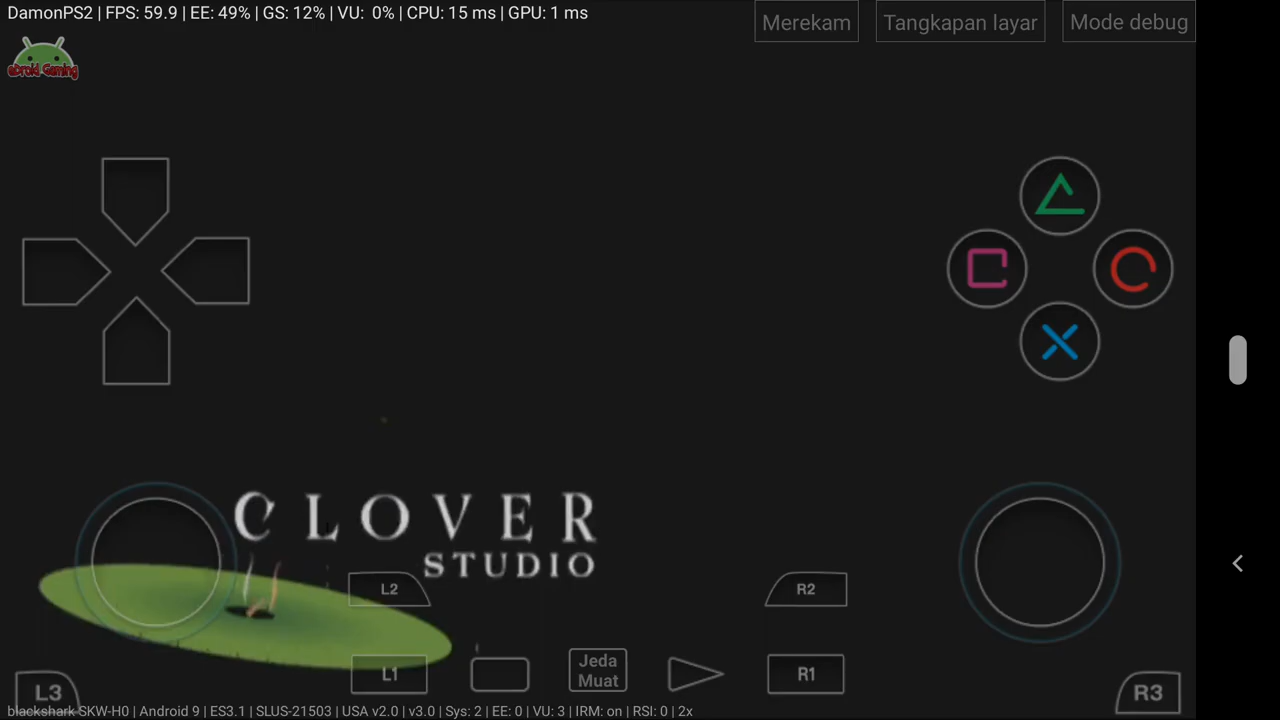 DamonPS2 | FPS: 59.9 | EE: 49% | GS: 12% | VU: 0% | CPU: 15 ms | GPU: 1 ms
Merekam
Tangkapan layar
Mode debug
eDroid Gaming
CLOVER
STUDIO
L2
R2
L1
Jeda
Muat
R1
L3
R3
blackshark SKW-H0 | Android 9 | ES3.1 | SLUS-21503 | USA v2.0 | v3.0 | Sys: 2 | EE: 0 | VU: 3 | IRM: on | RSI: 0 | 2x